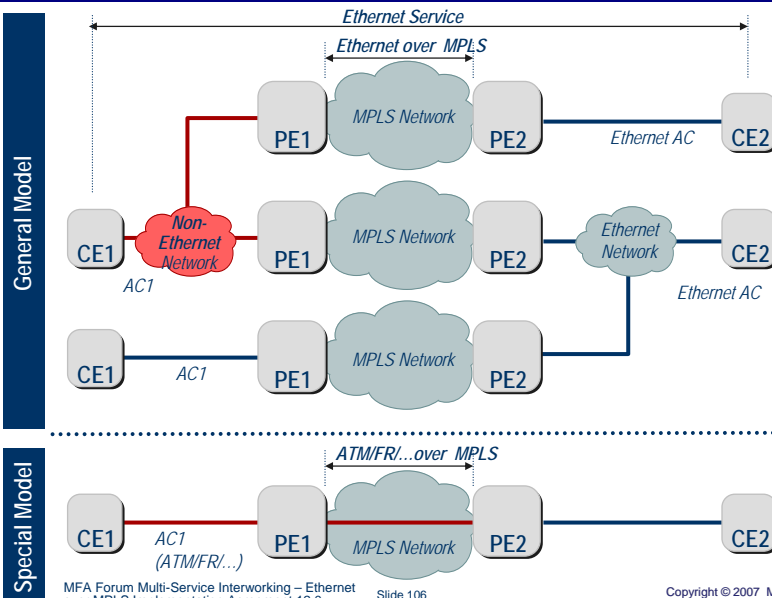 Ethernet Service
Ethernet over MPLS
General Model
PE1
MPLS Network
PE2
Ethernet AC
CE2
CE1
Non-
Ethernet
Network
AC1
PE1
MPLS Network
PE2
Ethernet
Network
CE2
Ethernet AC
CE1
AC1
PE1
MPLS Network
PE2
ATM/FR/...over MPLS
Special Model
CE1
AC1
(ATM/FR/...)
PE1
MPLS Network
PE2
CE2
MFA Forum Multi-Service Interworking – Ethernet
Slide 106
Copyright © 2007